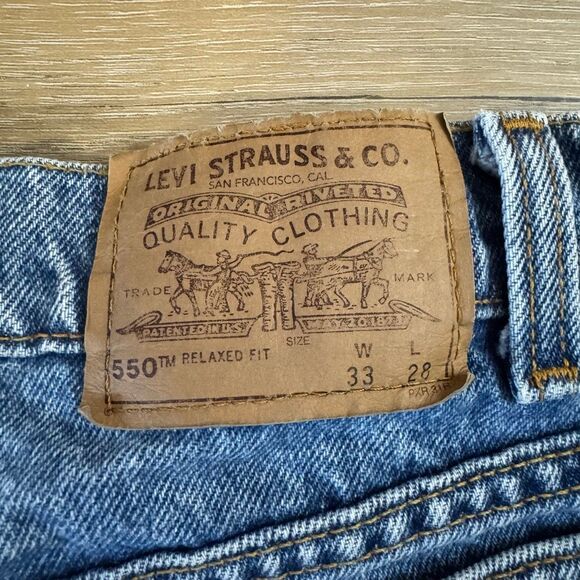 LEVI STRAUSS & CO.
SAN FRANCISCO, CAL
ORIGINAL RIVETED
QUALITY CLOTHING
TRADE MARK
PATENTED IN U.S. MAY 20 1873
SIZE
550™ RELAXED FIT W L
33 28